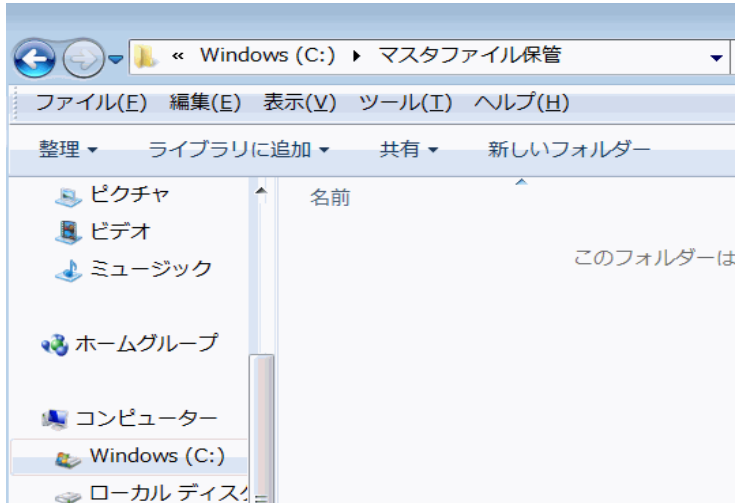 « Windows (C:) マスタファイル保管
ファイル(F) 編集(E) 表示(V) ツール(T) ヘルプ(H)
整理 ライブラリに追加 共有 新しいフォルダー
ピクチャ
ビデオ
ミュージック
ホームグループ
コンピューター
Windows (C:)
ローカル ディス
名前
このフォルダーは